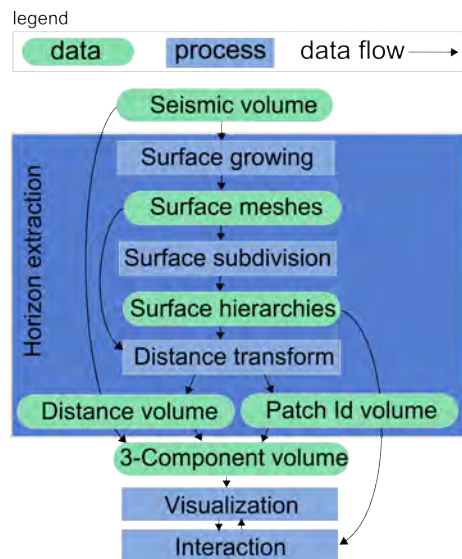 legend
data process data flow
Seismic volume
Horizon extraction
Surface growing
Surface meshes
Surface subdivision
Surface hierarchies
Distance transform
Distance volume Patch Id volume
3-Component volume
Visualization
Interaction